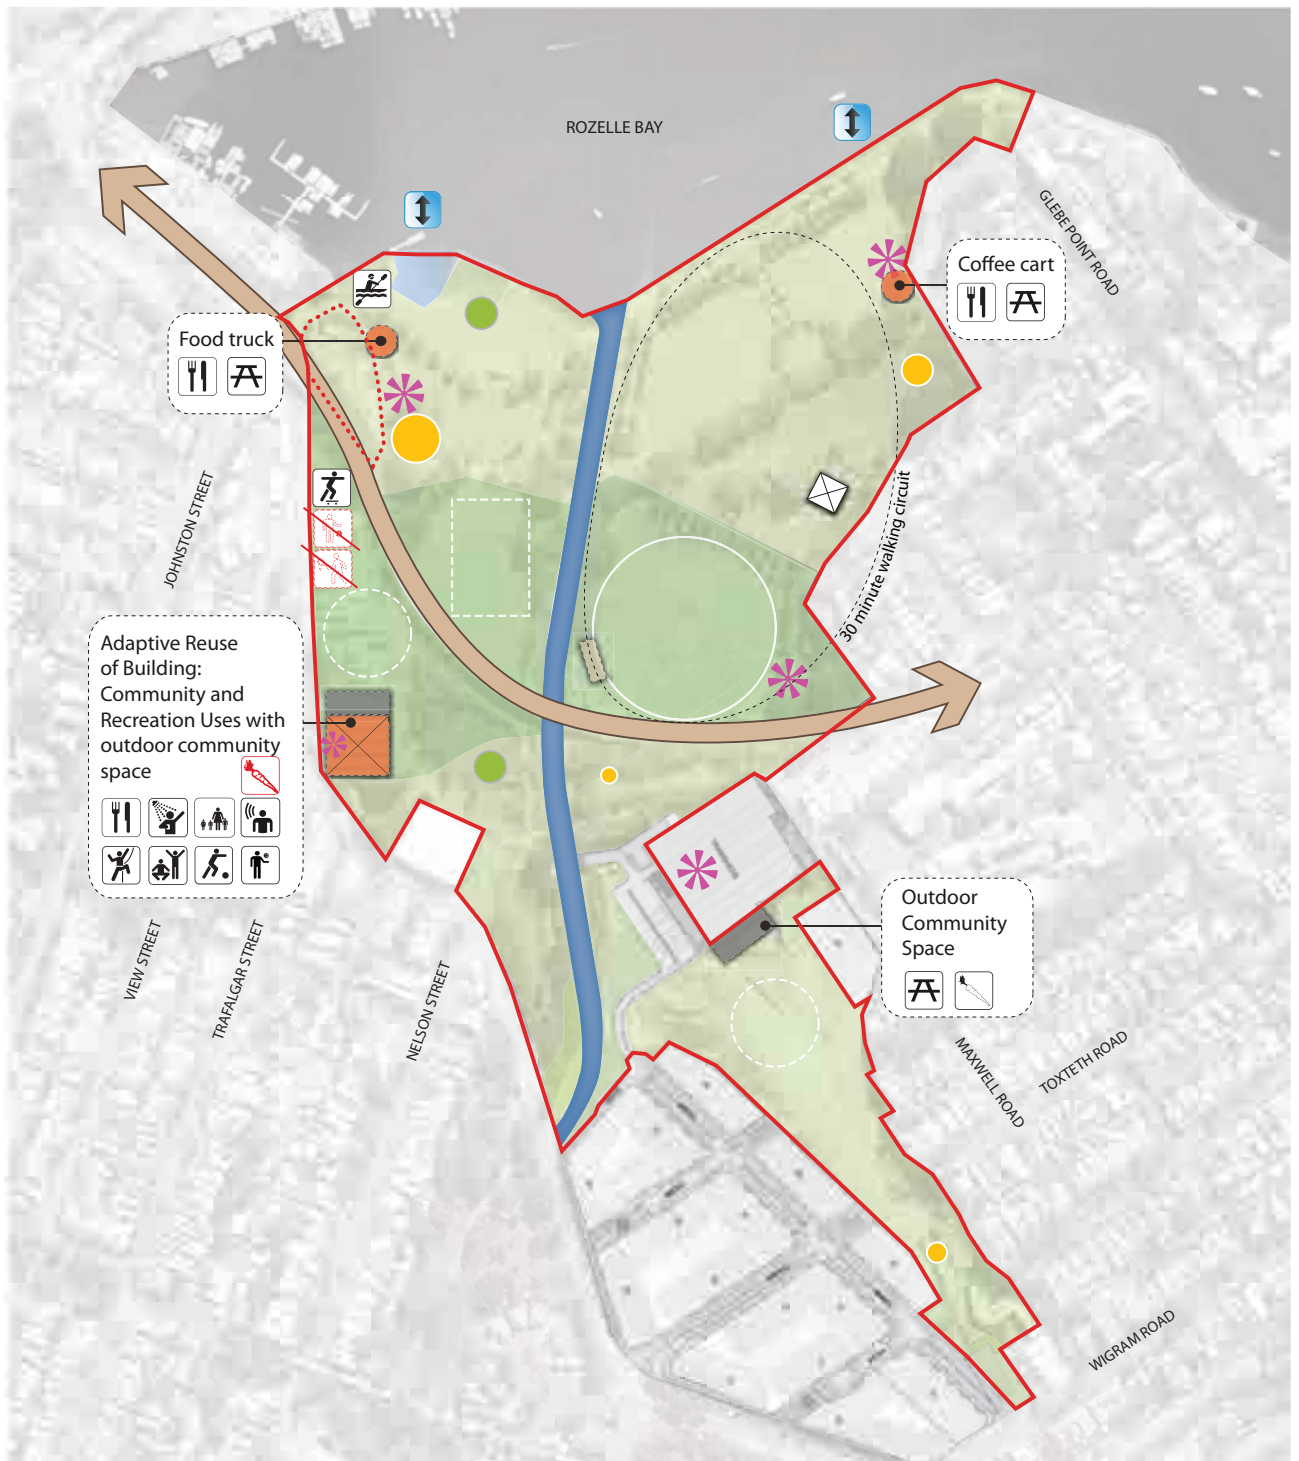 ROZELLE BAY
GLEBE POINT ROAD
Coffee cart
Food truck
JOHNSTON STREET
30 minute walking circuit
Adaptive Reuse
of Building:
Community and
Recreation Uses with
outdoor community
space
Outdoor
Community
Space
VIEW STREET
TRAFALGAR STREET
NELSON STREET
MAXWELL ROAD
TOXTETH ROAD
WIGRAM ROAD